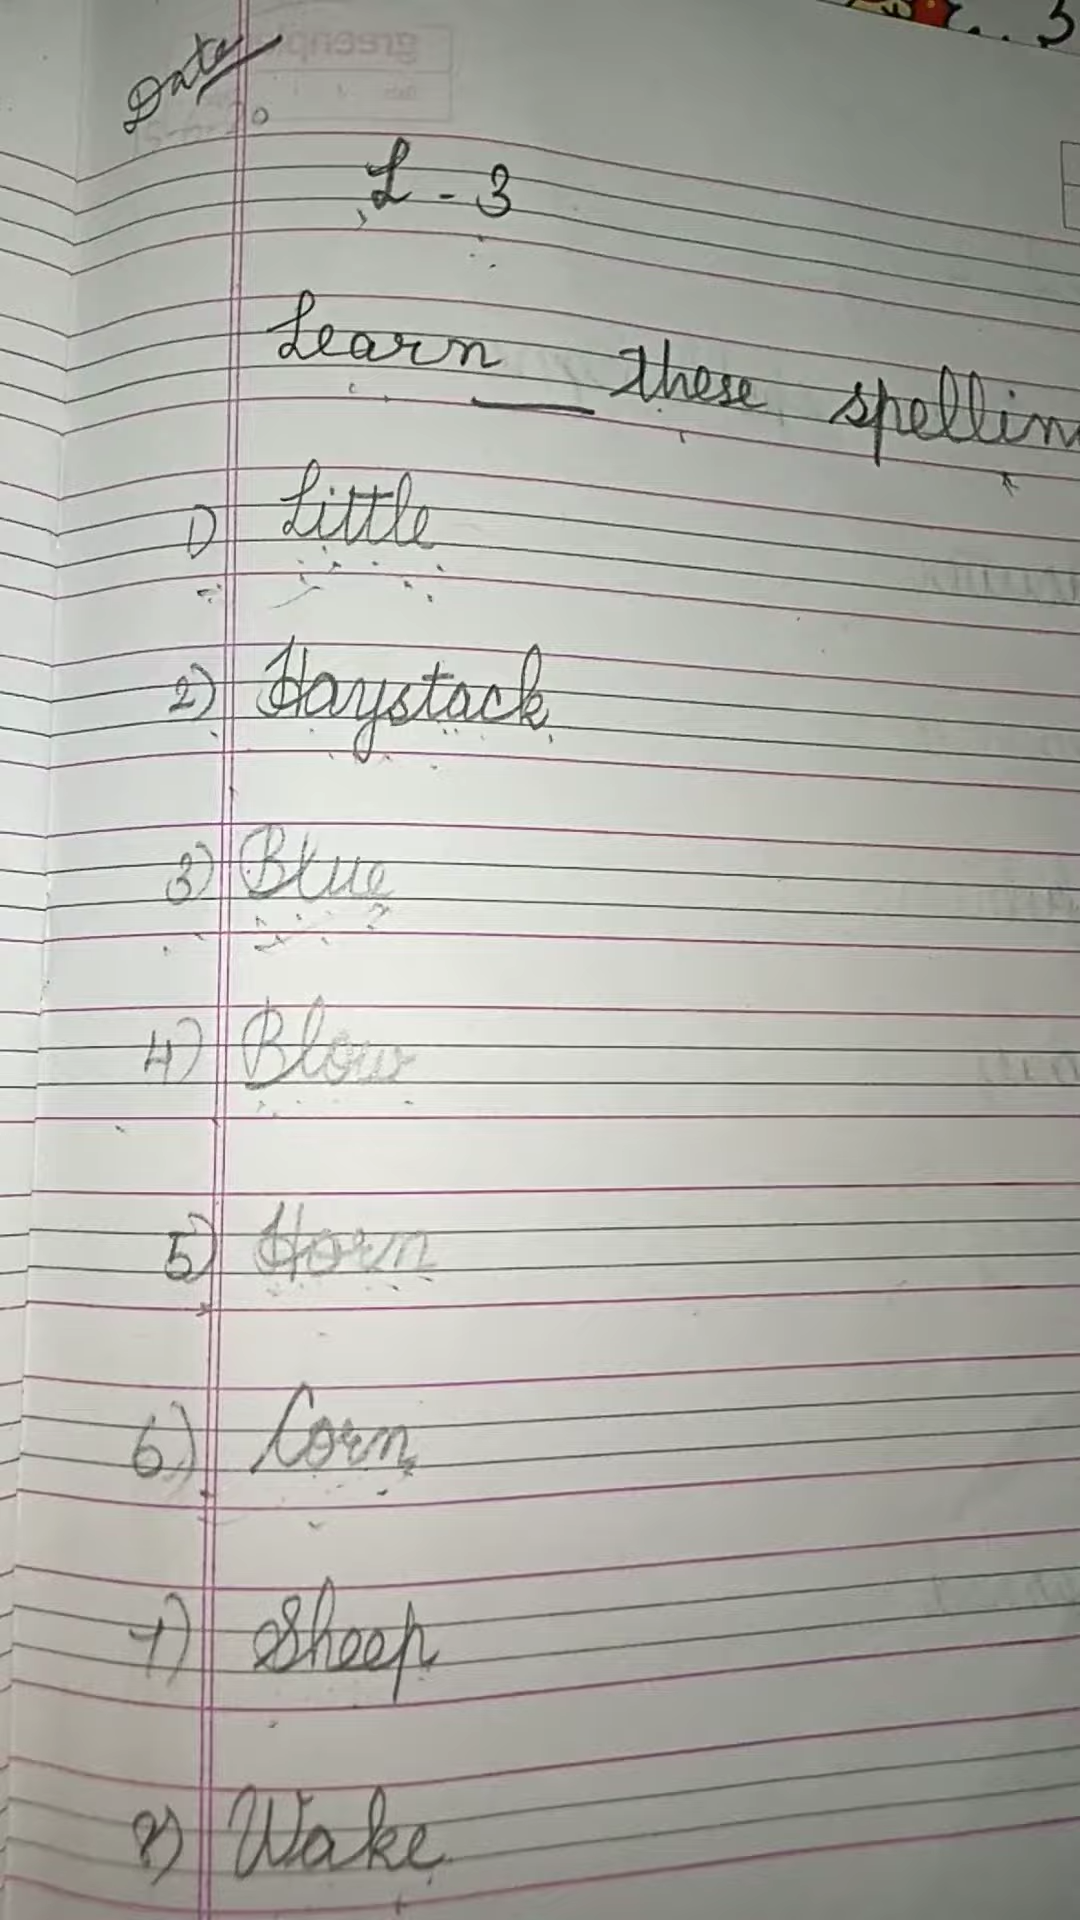 Date
L - 3
Learn these spellin
1) Little
2) Haystack
3) Blue
4) Blow
5) Horn
6) Corn
7) Sheep
8) Wake